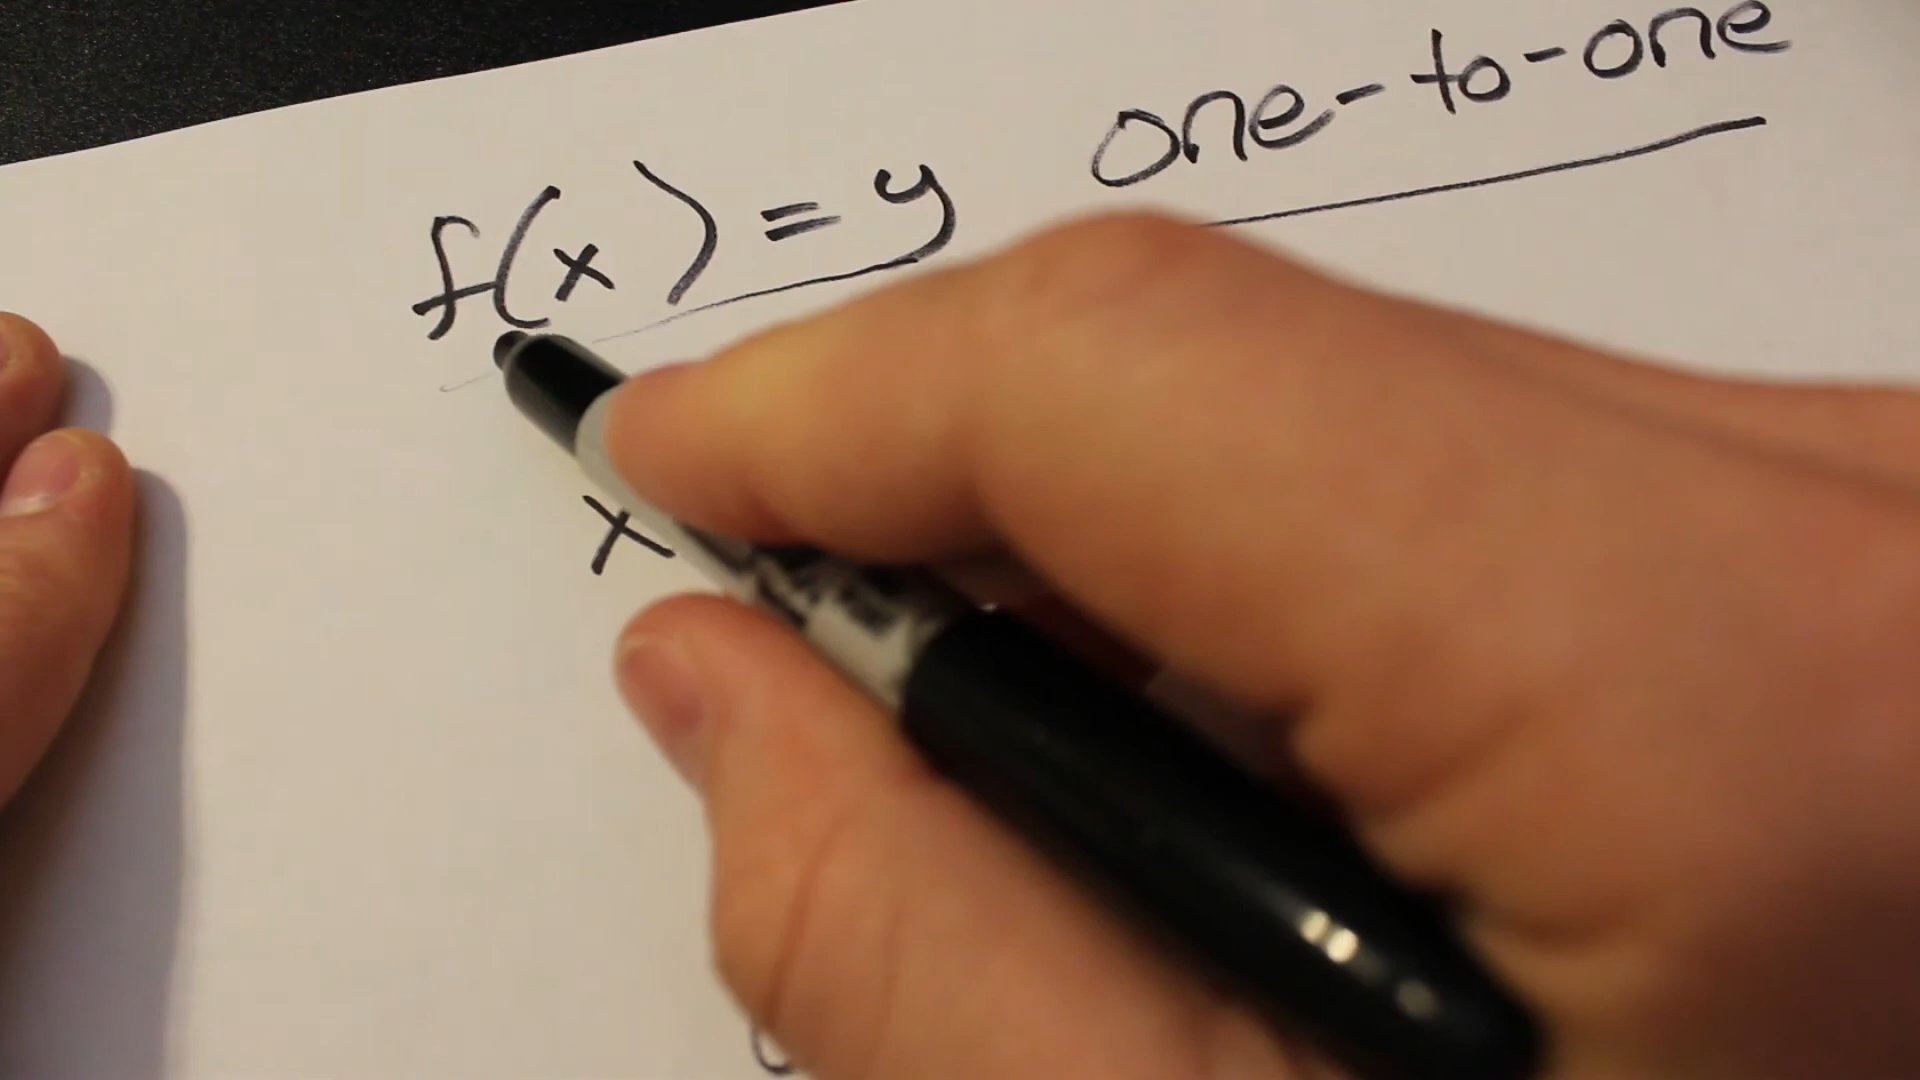 f(x) = y one-to-one
x